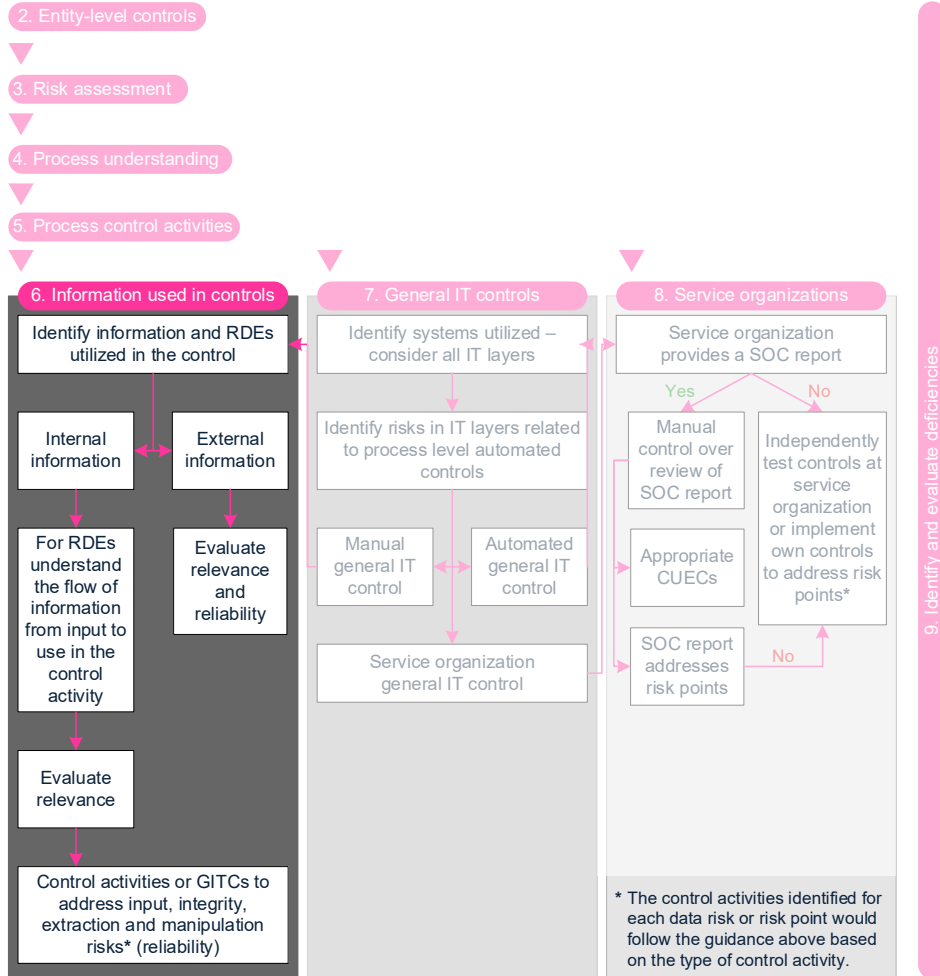 2. Entity-level controls
3. Risk assessment
4. Process understanding
5. Process control activities
6. Information used in controls
Identify information and RDEs
utilized in the control
Internal
information
External
information
For RDEs
understand
the flow of
information
from input to
use in the
control
activity
Evaluate
relevance
and
reliability
Evaluate
relevance
Control activities or GITCs to
address input, integrity,
extraction and manipulation
risks* (reliability)
7. General IT controls
Identify systems utilized –
consider all IT layers
Identify risks in IT layers related
to process level automated
controls
Manual
general IT
control
Automated
general IT
control
Service organization
general IT control
8. Service organizations
Service organization
provides a SOC report
Yes
No
Manual
control over
review of
SOC report
Independently
test controls at
service
organization
or implement
own controls
to address risk
points*
Appropriate
CUECs
SOC report
addresses
risk points
No
* The control activities identified for
each data risk or risk point would
follow the guidance above based
on the type of control activity.
9. Identify and evaluate deficiencies